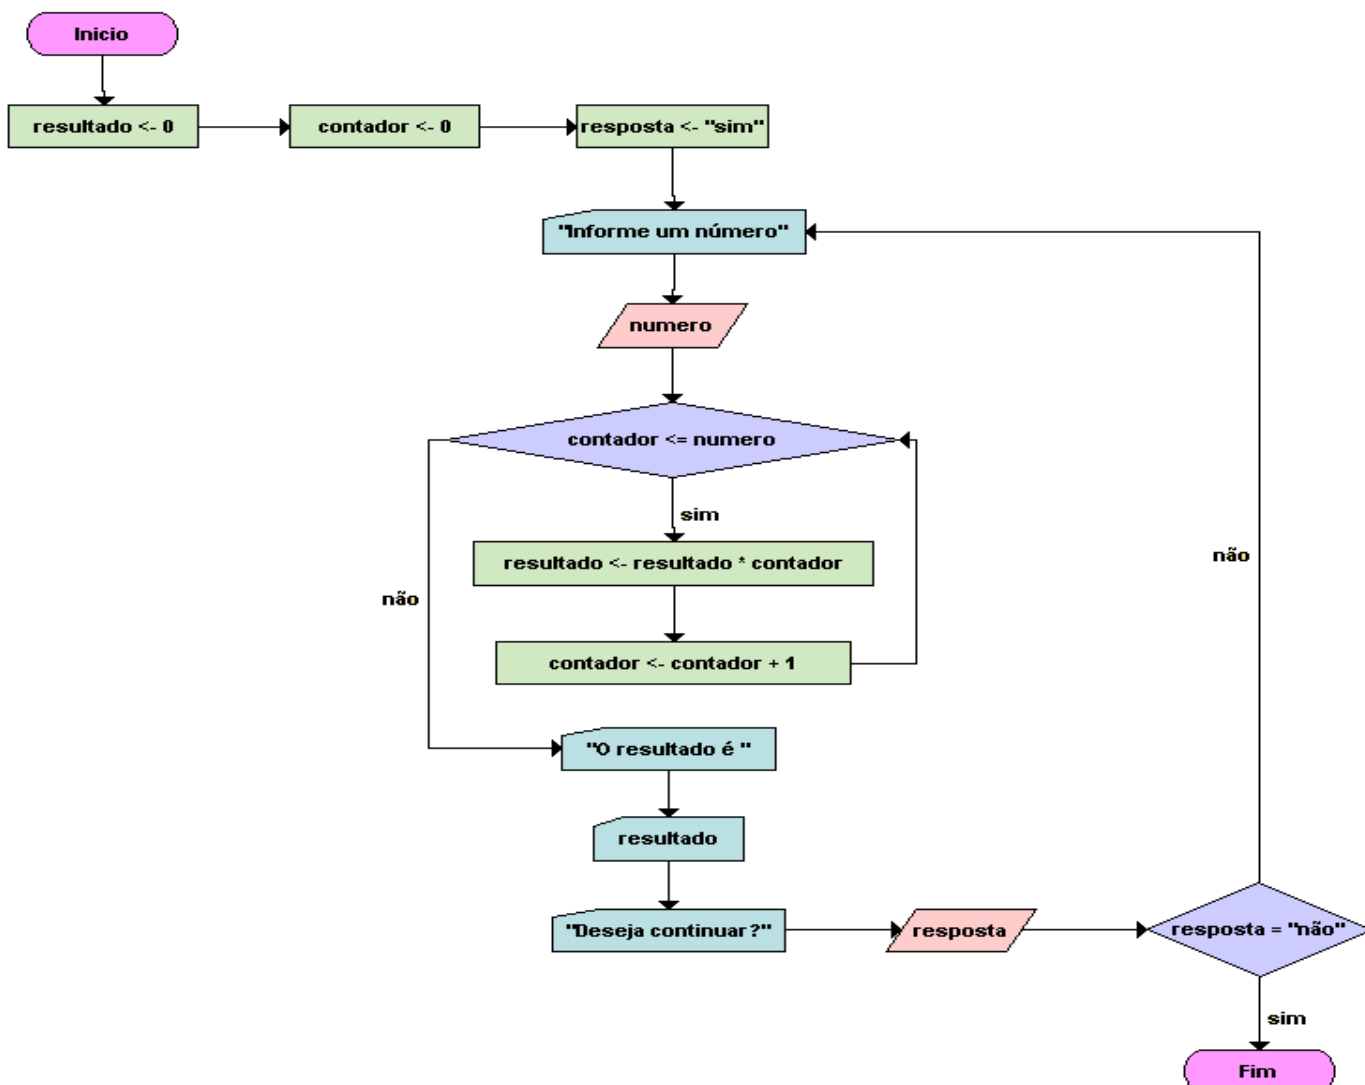 Inicio
resultado <- 0
contador <- 0
resposta <- "sim"
"Informe um número"
numero
contador <= numero
sim
resultado <- resultado * contador
não
não
contador <- contador + 1
"O resultado é "
resultado
"Deseja continuar?"
resposta
resposta = "não"
sim
Fim